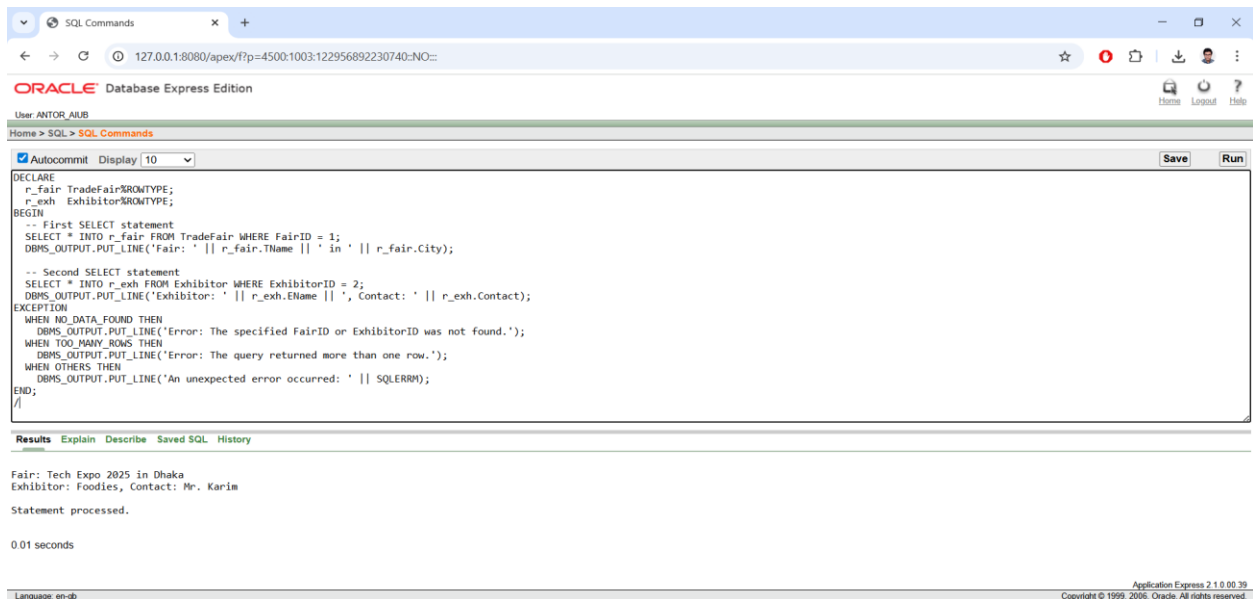 SQL Commands
127.0.0.1:8080/apex/f?p=4500:1003:122956892230740::NO:::
ORACLE Database Express Edition
Home Logout Help
User: ANTOR_AIUB
Home > SQL > SQL Commands
Autocommit Display 10 Save Run
DECLARE
  r_fair TradeFair%ROWTYPE;
  r_exh  Exhibitor%ROWTYPE;
BEGIN
  -- First SELECT statement
  SELECT * INTO r_fair FROM TradeFair WHERE FairID = 1;
  DBMS_OUTPUT.PUT_LINE('Fair: ' || r_fair.TName || ' in ' || r_fair.City);

  -- Second SELECT statement
  SELECT * INTO r_exh FROM Exhibitor WHERE ExhibitorID = 2;
  DBMS_OUTPUT.PUT_LINE('Exhibitor: ' || r_exh.EName || ', Contact: ' || r_exh.Contact);
EXCEPTION
  WHEN NO_DATA_FOUND THEN
    DBMS_OUTPUT.PUT_LINE('Error: The specified FairID or ExhibitorID was not found.');
  WHEN TOO_MANY_ROWS THEN
    DBMS_OUTPUT.PUT_LINE('Error: The query returned more than one row.');
  WHEN OTHERS THEN
    DBMS_OUTPUT.PUT_LINE('An unexpected error occurred: ' || SQLERRM);
END;
/
Results Explain Describe Saved SQL History
Fair: Tech Expo 2025 in Dhaka
Exhibitor: Foodies, Contact: Mr. Karim
Statement processed.
0.01 seconds
Application Express 2.1.0.00.39
Language: en-gb Copyright © 1999, 2006, Oracle. All rights reserved.